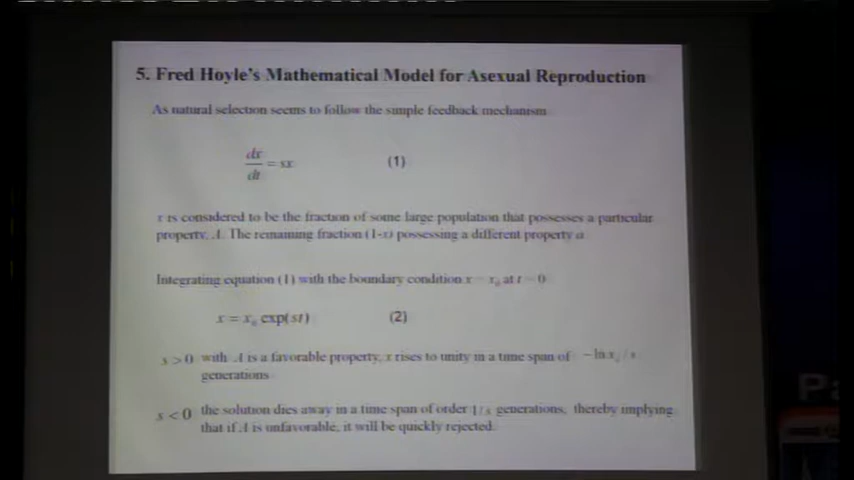 5. Fred Hoyle's Mathematical Model for Asexual Reproduction
As natural selection seems to follow the simple feedback mechanism
dx/dt = sx (1)
x is considered to be the fraction of some large population that possesses a particular
property, A. The remaining fraction (1-x) possessing a different property a
Integrating equation (1) with the boundary condition x = x₀ at t = 0
x = x₀ exp(st) (2)
s > 0 with A is a favorable property, x rises to unity in a time span of − ln x₀ / s
generations
s < 0 the solution dies away in a time span of order 1/s generations, thereby implying
that if A is unfavorable, it will be quickly rejected.